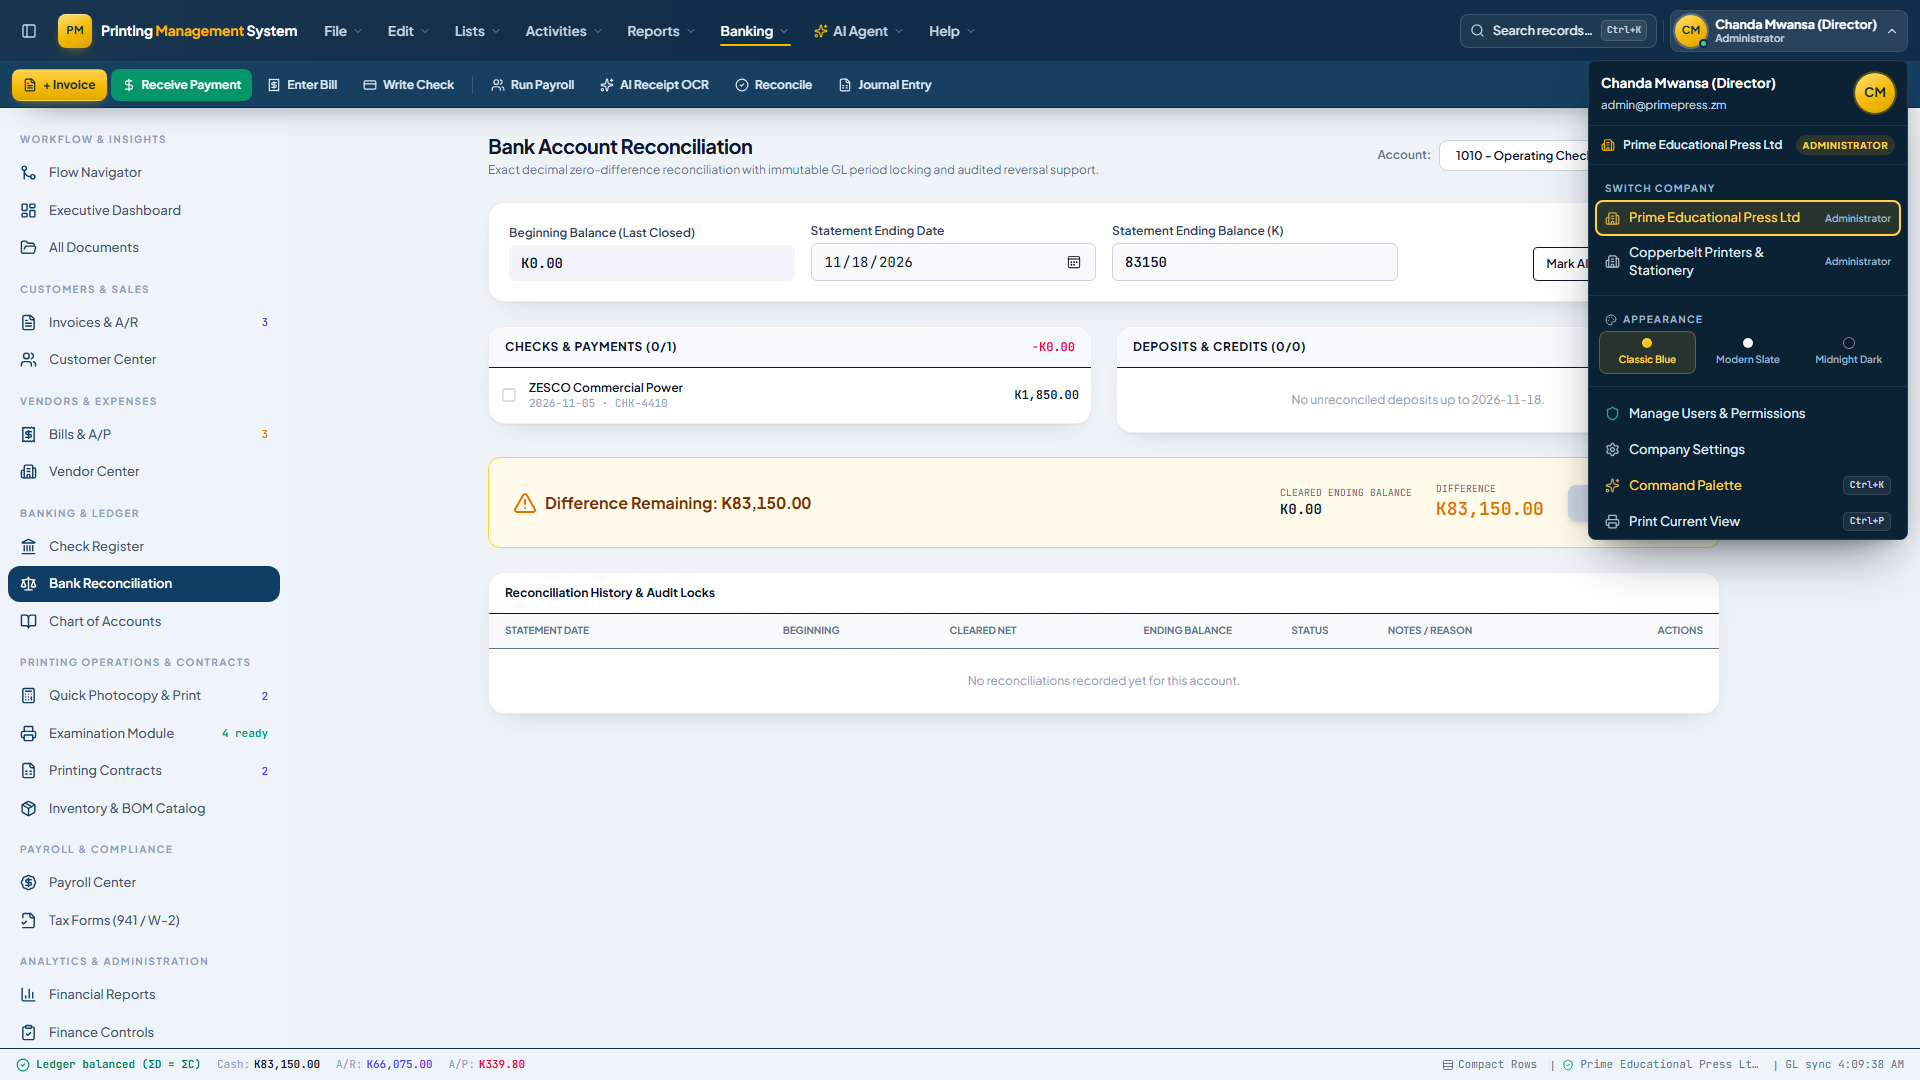 PM
Printing Management System
File
Edit
Lists
Activities
Reports
Banking
AI Agent
Help
Search records... Ctrl+K
CM
Chanda Mwansa (Director)
Administrator
+ Invoice
Receive Payment
Enter Bill
Write Check
Run Payroll
AI Receipt OCR
Reconcile
Journal Entry
WORKFLOW & INSIGHTS
Flow Navigator
Executive Dashboard
All Documents
CUSTOMERS & SALES
Invoices & A/R 3
Customer Center
VENDORS & EXPENSES
Bills & A/P 3
Vendor Center
BANKING & LEDGER
Check Register
Bank Reconciliation
Chart of Accounts
PRINTING OPERATIONS & CONTRACTS
Quick Photocopy & Print 2
Examination Module 4 ready
Printing Contracts 2
Inventory & BOM Catalog
PAYROLL & COMPLIANCE
Payroll Center
Tax Forms (941 / W-2)
ANALYTICS & ADMINISTRATION
Financial Reports
Finance Controls
Bank Account Reconciliation
Exact decimal zero-difference reconciliation with immutable GL period locking and audited reversal support.
Account: 1010 - Operating Chec
Beginning Balance (Last Closed)
K0.00
Statement Ending Date
11/18/2026
Statement Ending Balance (K)
83150
Mark Al
CHECKS & PAYMENTS (0/1) -K0.00
ZESCO Commercial Power
2026-11-05 · CHK-4410
K1,850.00
DEPOSITS & CREDITS (0/0)
No unreconciled deposits up to 2026-11-18.
Difference Remaining: K83,150.00
CLEARED ENDING BALANCE
K0.00
DIFFERENCE
K83,150.00
Reconciliation History & Audit Locks
STATEMENT DATE BEGINNING CLEARED NET ENDING BALANCE STATUS NOTES / REASON ACTIONS
No reconciliations recorded yet for this account.
Chanda Mwansa (Director)
admin@primepress.zm
CM
Prime Educational Press Ltd ADMINISTRATOR
SWITCH COMPANY
Prime Educational Press Ltd Administrator
Copperbelt Printers &
Stationery
Administrator
APPEARANCE
Classic Blue
Modern Slate
Midnight Dark
Manage Users & Permissions
Company Settings
Command Palette Ctrl+K
Print Current View Ctrl+P
Ledger balanced (ΣD = ΣC) Cash: K83,150.00 A/R: K66,075.00 A/P: K339.80
Compact Rows | Prime Educational Press Lt… | GL sync 4:09:38 AM